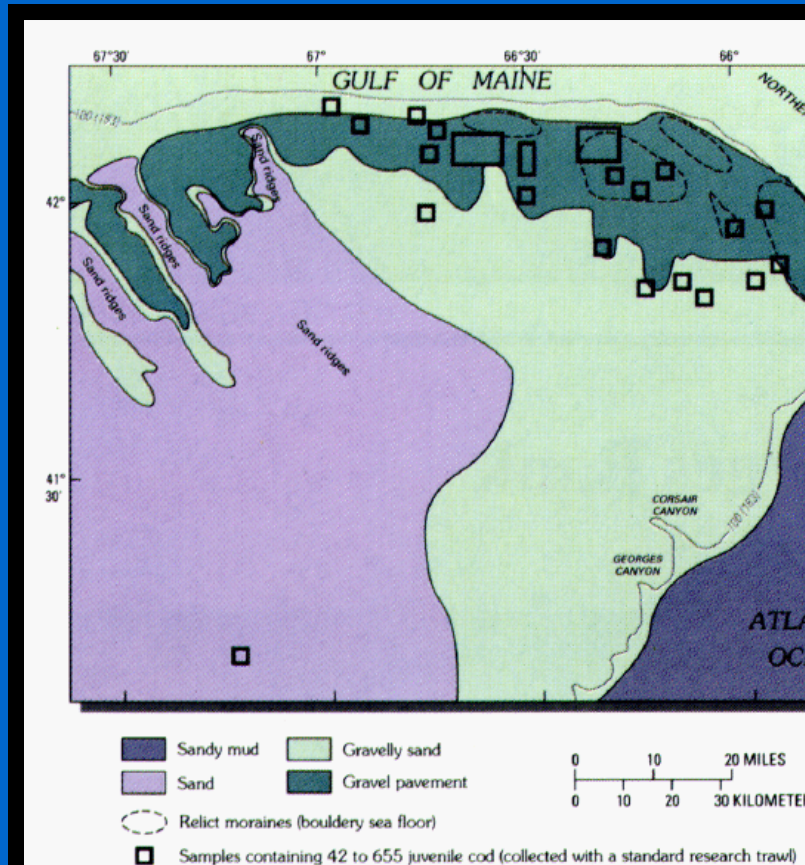 67°30'
67°
66°30'
66°
GULF OF MAINE
NORTHE
100 (183)
Sand ridges
42°
Sand ridges
Sand ridges
Sand ridges
41°
30'
CORSAIR
CANYON
100 (183)
GEORGES
CANYON
ATLA
OC
Sandy mud
Gravelly sand
0 10 20 MILES
Sand
Gravel pavement
0 10 20 30 KILOMETER
Relict moraines (bouldery sea floor)
Samples containing 42 to 655 juvenile cod (collected with a standard research trawl)